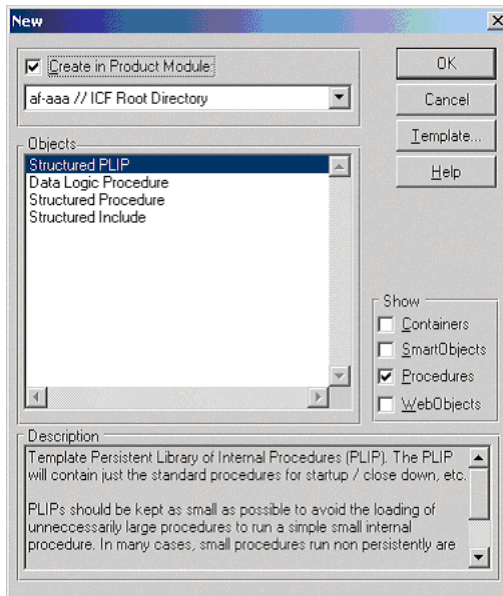 New
Create in Product Module:
af-aaa // ICF Root Directory
OK
Cancel
Template...
Help
Objects
Structured PLIP
Data Logic Procedure
Structured Procedure
Structured Include
Show
Containers
SmartObjects
Procedures
WebObjects
Description
Template Persistent Library of Internal Procedures (PLIP). The PLIP
will contain just the standard procedures for startup / close down, etc.
PLIPs should be kept as small as possible to avoid the loading of
unneccessarily large procedures to run a simple small internal
procedure. In many cases, small procedures run non persistently are